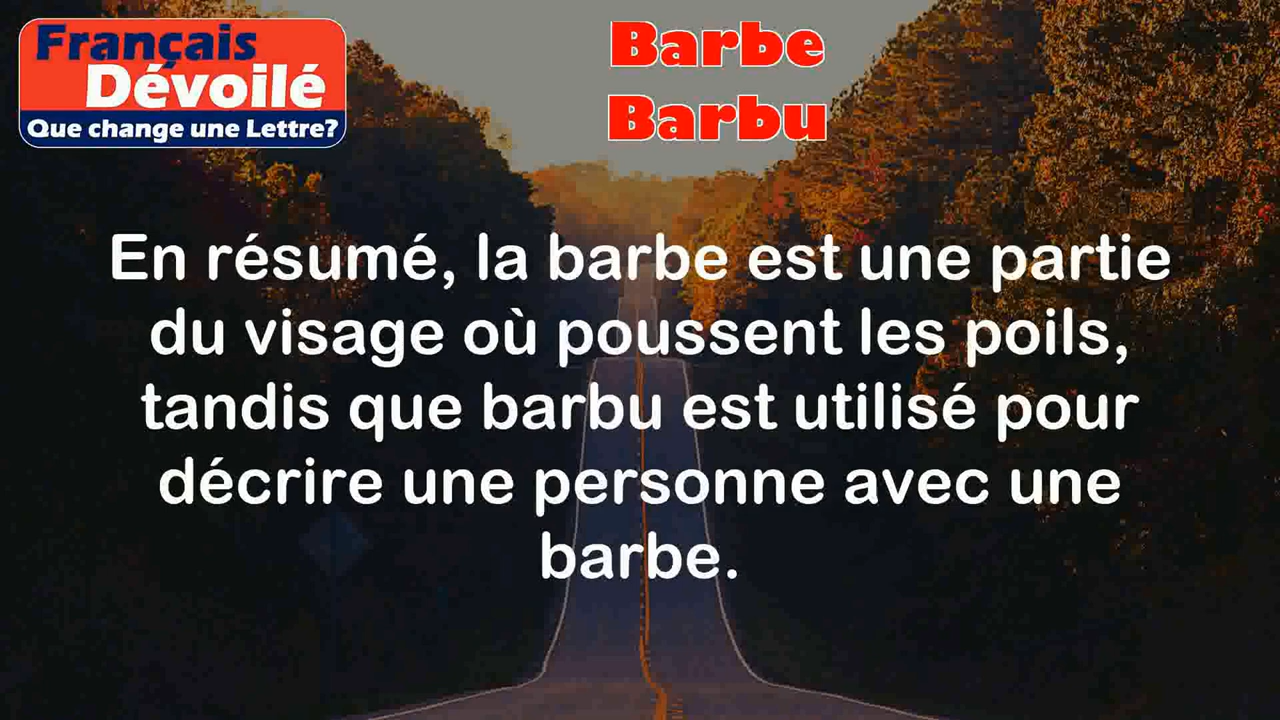 Français
Dévoilé
Que change une Lettre?
Barbe
Barbu
En résumé, la barbe est une partie
du visage où poussent les poils,
tandis que barbu est utilisé pour
décrire une personne avec une
barbe.